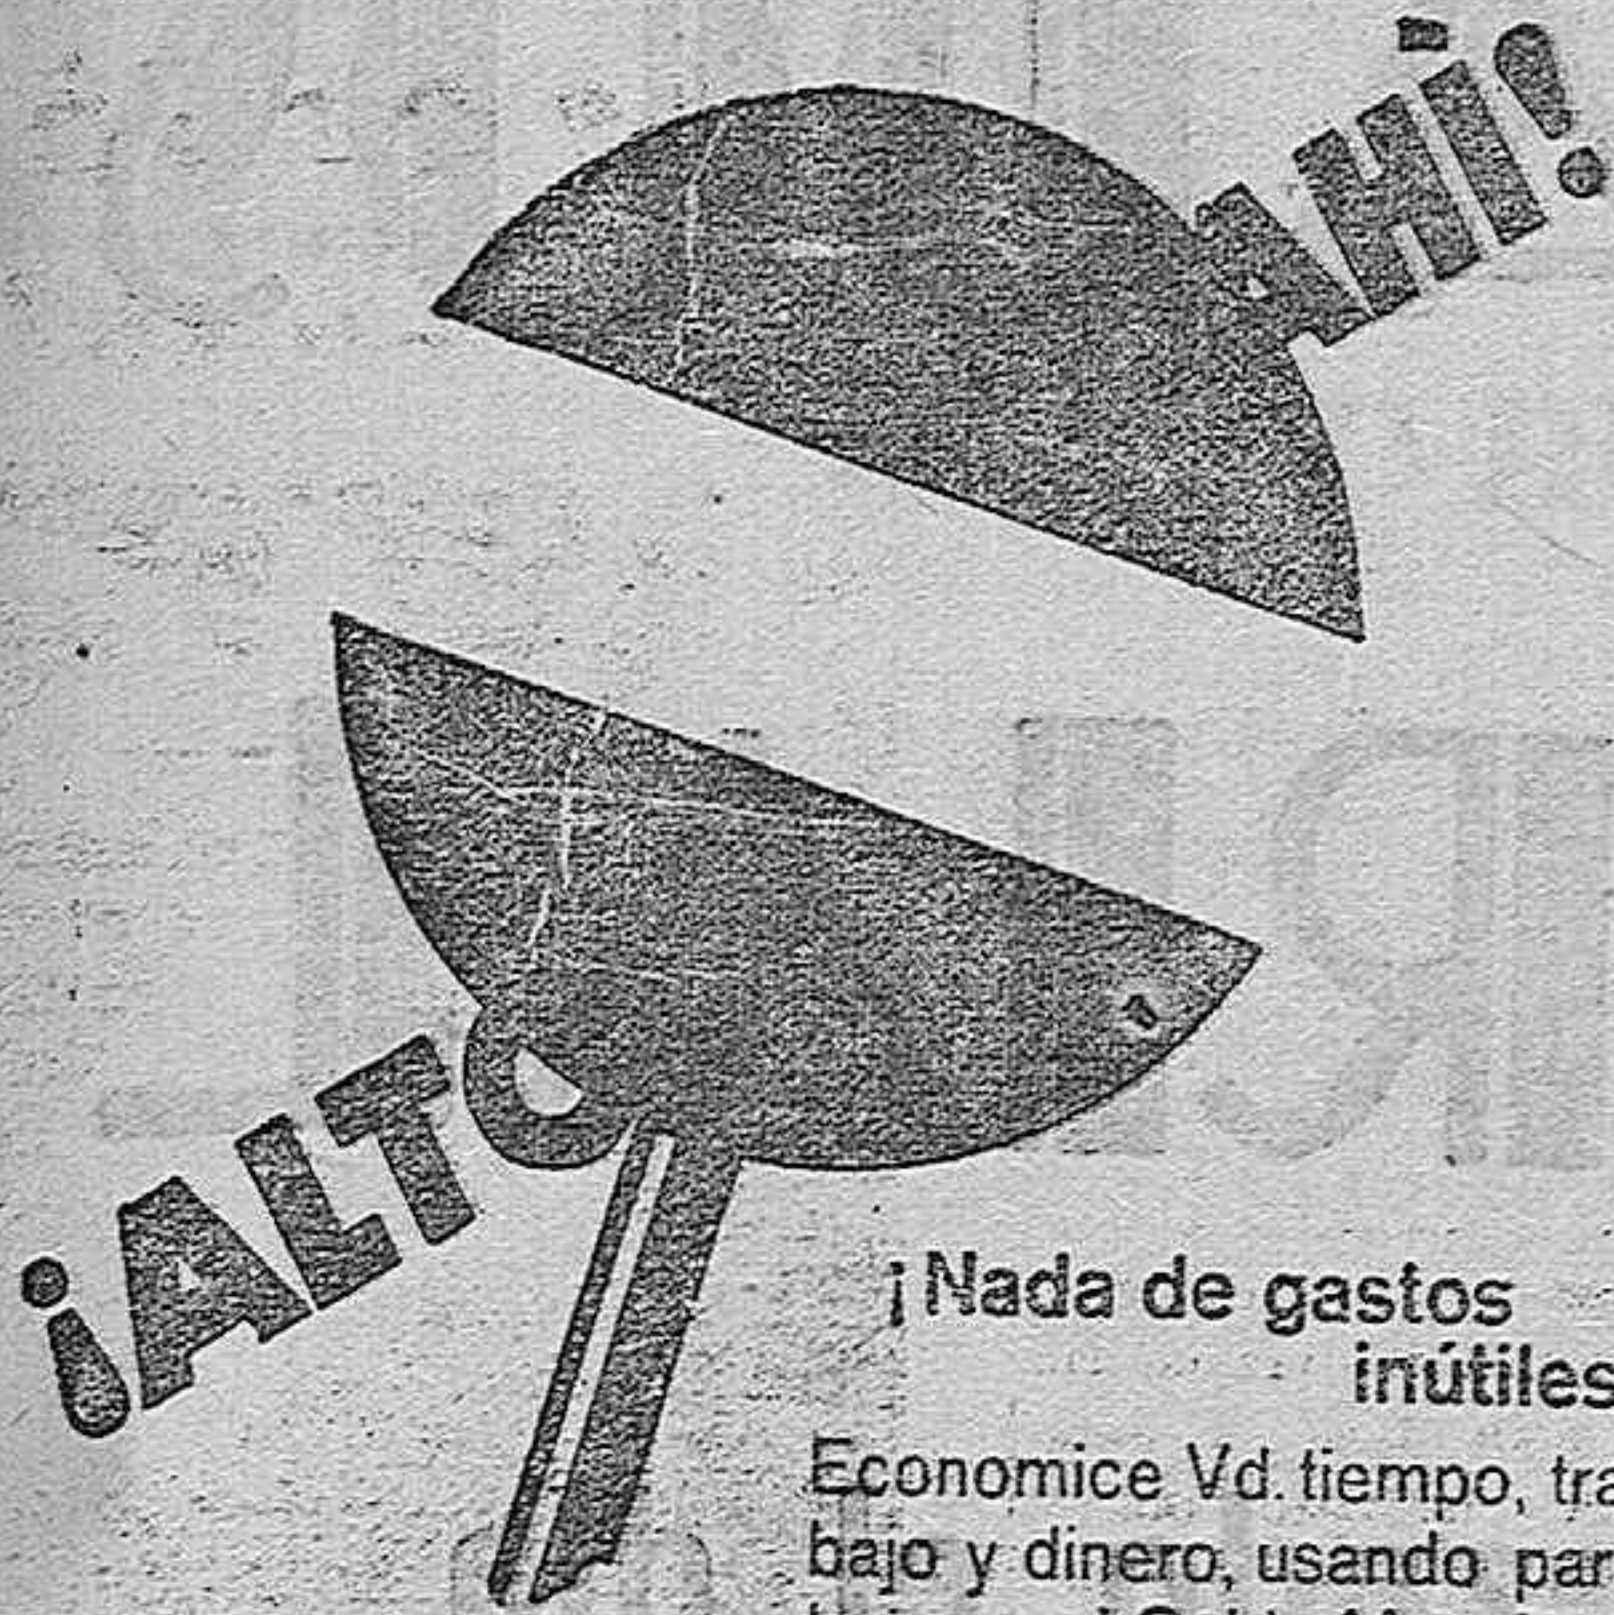 ¡ALTO
AHÍ!
¡Nada de gastos
inútiles
Economice Vd. tiempo, tra
bajo y dinero, usando par